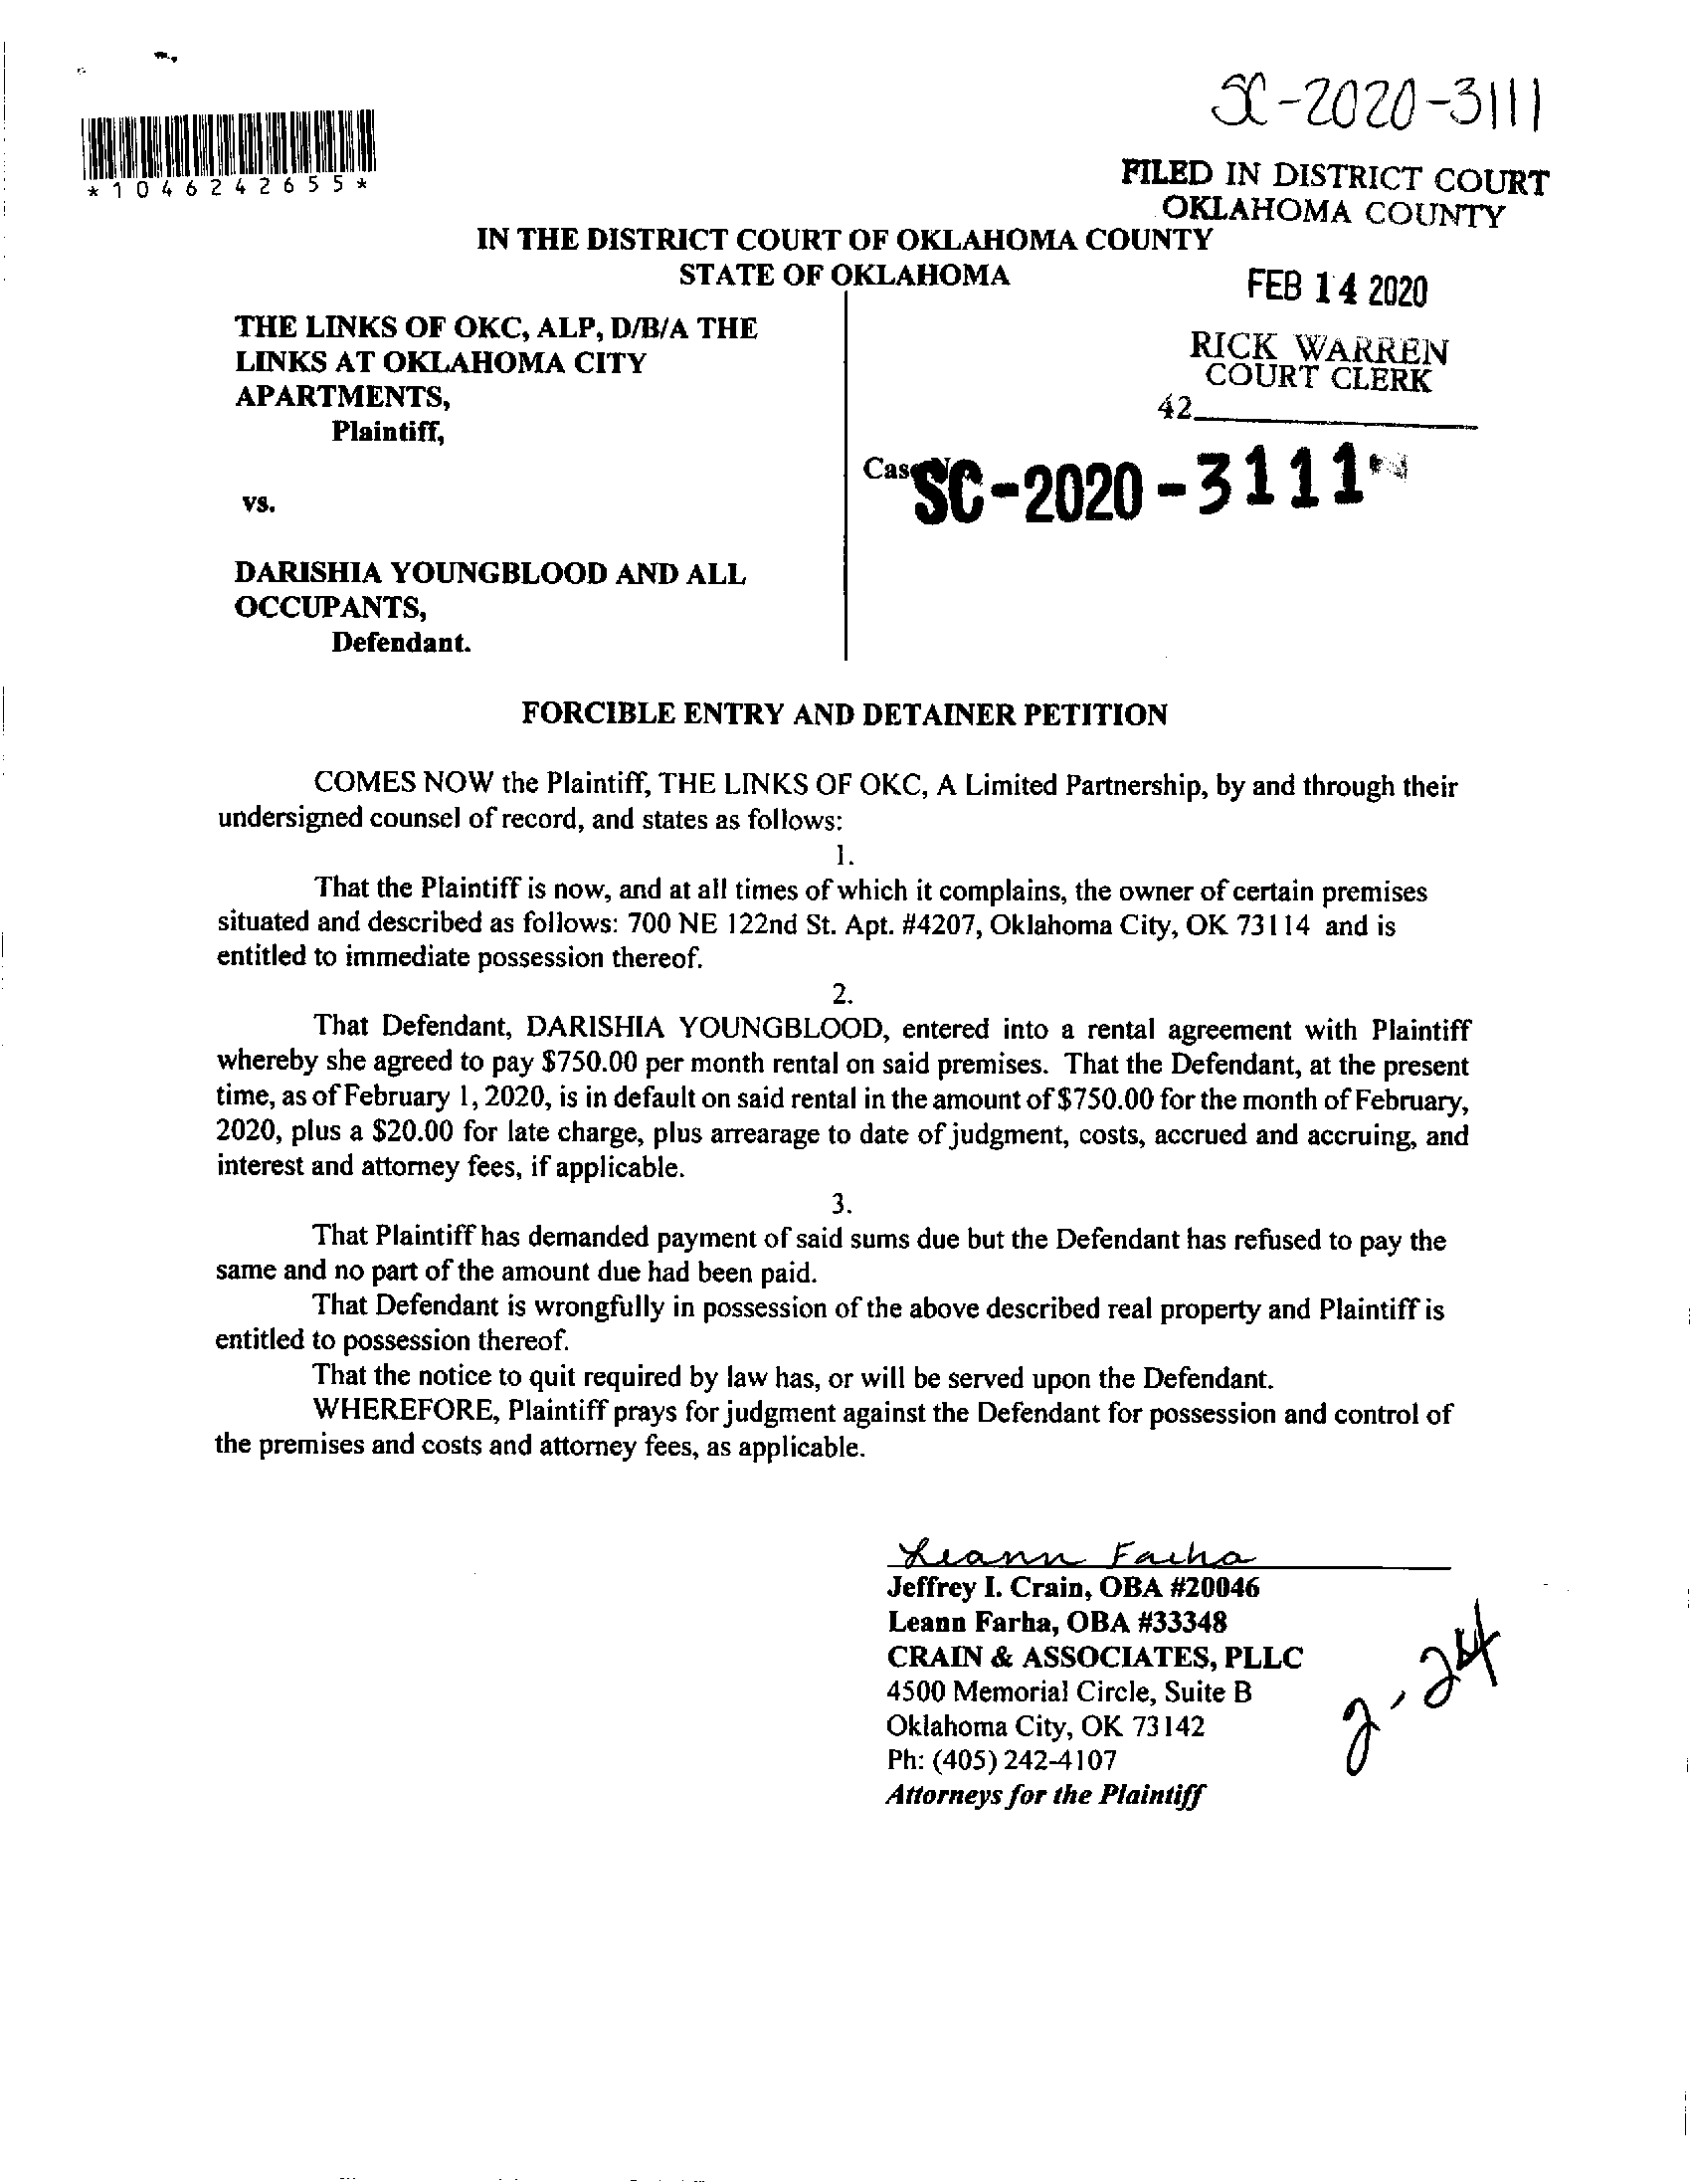 SC-2020-3111
*1046242655*
FILED IN DISTRICT COURT
OKLAHOMA COUNTY
IN THE DISTRICT COURT OF OKLAHOMA COUNTY
STATE OF OKLAHOMA
FEB 14 2020
RICK WARREN
COURT CLERK
42
THE LINKS OF OKC, ALP, D/B/A THE
LINKS AT OKLAHOMA CITY
APARTMENTS,
Plaintiff,
Case
SC-2020-3111
vs.
DARISHIA YOUNGBLOOD AND ALL
OCCUPANTS,
Defendant.
FORCIBLE ENTRY AND DETAINER PETITION
COMES NOW the Plaintiff, THE LINKS OF OKC, A Limited Partnership, by and through their
undersigned counsel of record, and states as follows:
1.
That the Plaintiff is now, and at all times of which it complains, the owner of certain premises
situated and described as follows: 700 NE 122nd St. Apt. #4207, Oklahoma City, OK 73114 and is
entitled to immediate possession thereof.
2.
That Defendant, DARISHIA YOUNGBLOOD, entered into a rental agreement with Plaintiff
whereby she agreed to pay $750.00 per month rental on said premises. That the Defendant, at the present
time, as of February 1, 2020, is in default on said rental in the amount of $750.00 for the month of February,
2020, plus a $20.00 for late charge, plus arrearage to date of judgment, costs, accrued and accruing, and
interest and attorney fees, if applicable.
3.
That Plaintiff has demanded payment of said sums due but the Defendant has refused to pay the
same and no part of the amount due had been paid.
That Defendant is wrongfully in possession of the above described real property and Plaintiff is
entitled to possession thereof.
That the notice to quit required by law has, or will be served upon the Defendant.
WHEREFORE, Plaintiff prays for judgment against the Defendant for possession and control of
the premises and costs and attorney fees, as applicable.
Leann Farha
Jeffrey I. Crain, OBA #20046
Leann Farha, OBA #33348
CRAIN & ASSOCIATES, PLLC
4500 Memorial Circle, Suite B
Oklahoma City, OK 73142
Ph: (405) 242-4107
Attorneys for the Plaintiff
2-24